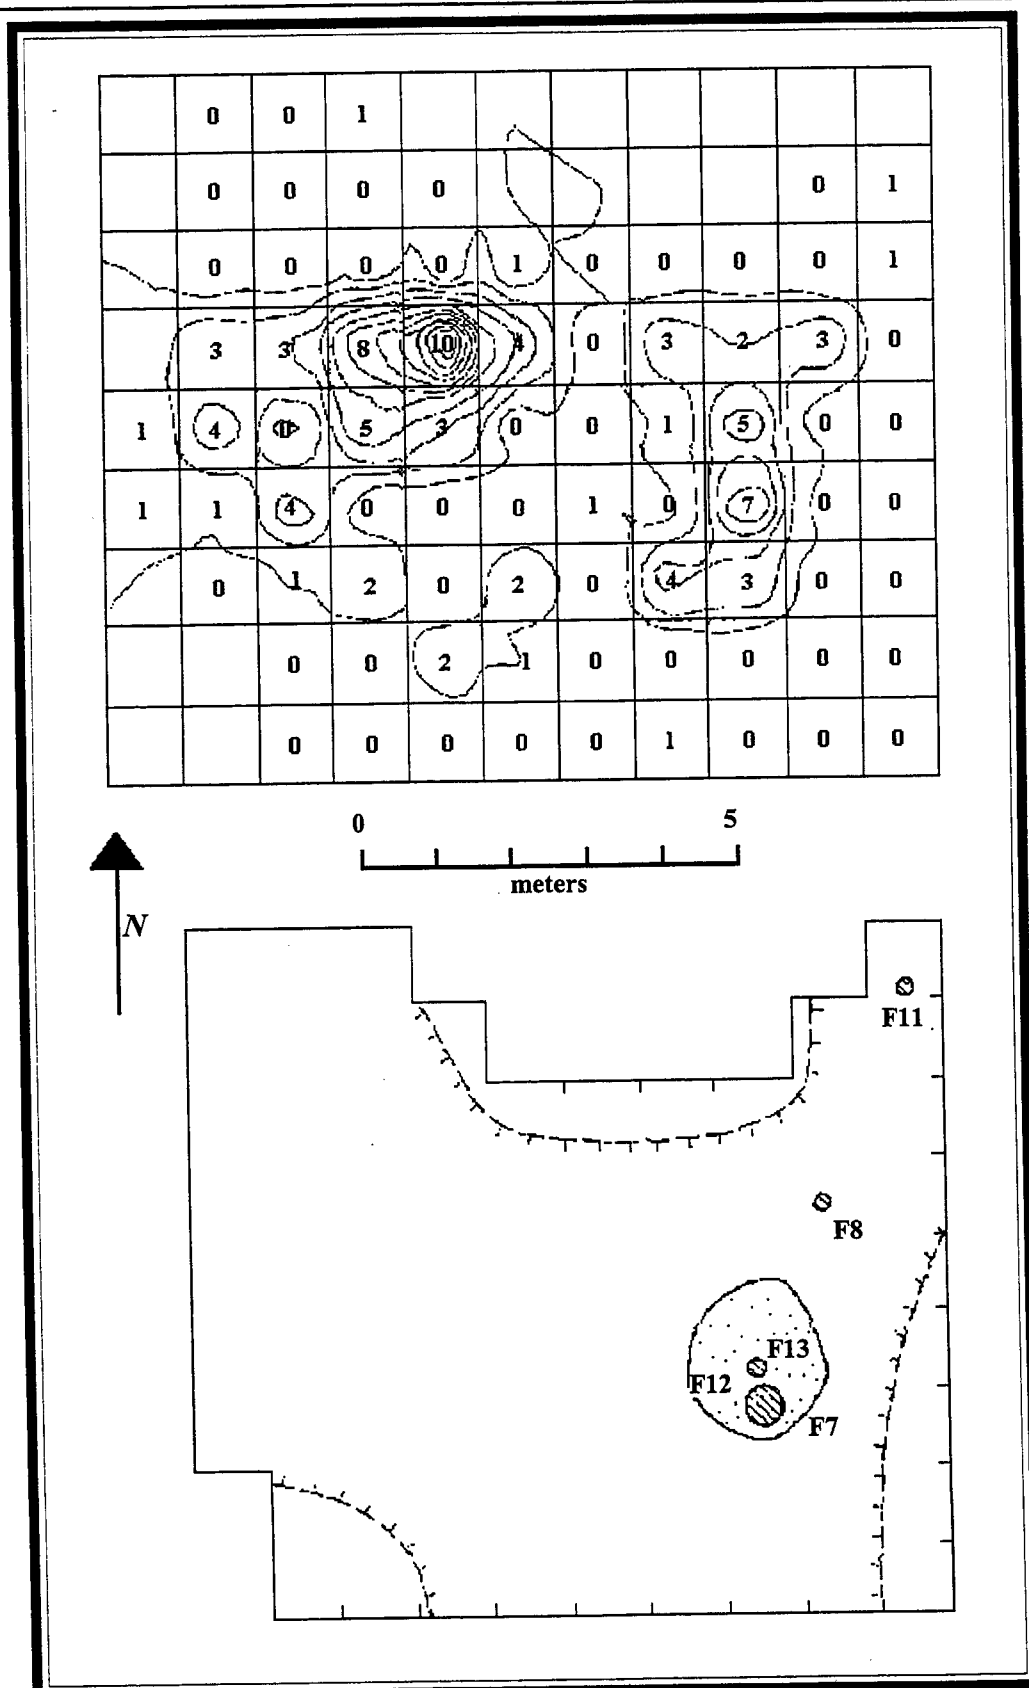 0 0 1
0 0 0 0 0 1
0 0 0 0 1 0 0 0 0 1
3 3 8 10 4 0 3 2 3 0
1 4 5 3 0 0 1 5 0 0
1 1 4 0 0 0 1 0 7 0 0
0 1 2 0 2 0 4 3 0 0
0 0 2 1 0 0 0 0 0
0 0 0 0 0 1 0 0 0
0 5
meters
N
F11
F8
F13
F12
F7